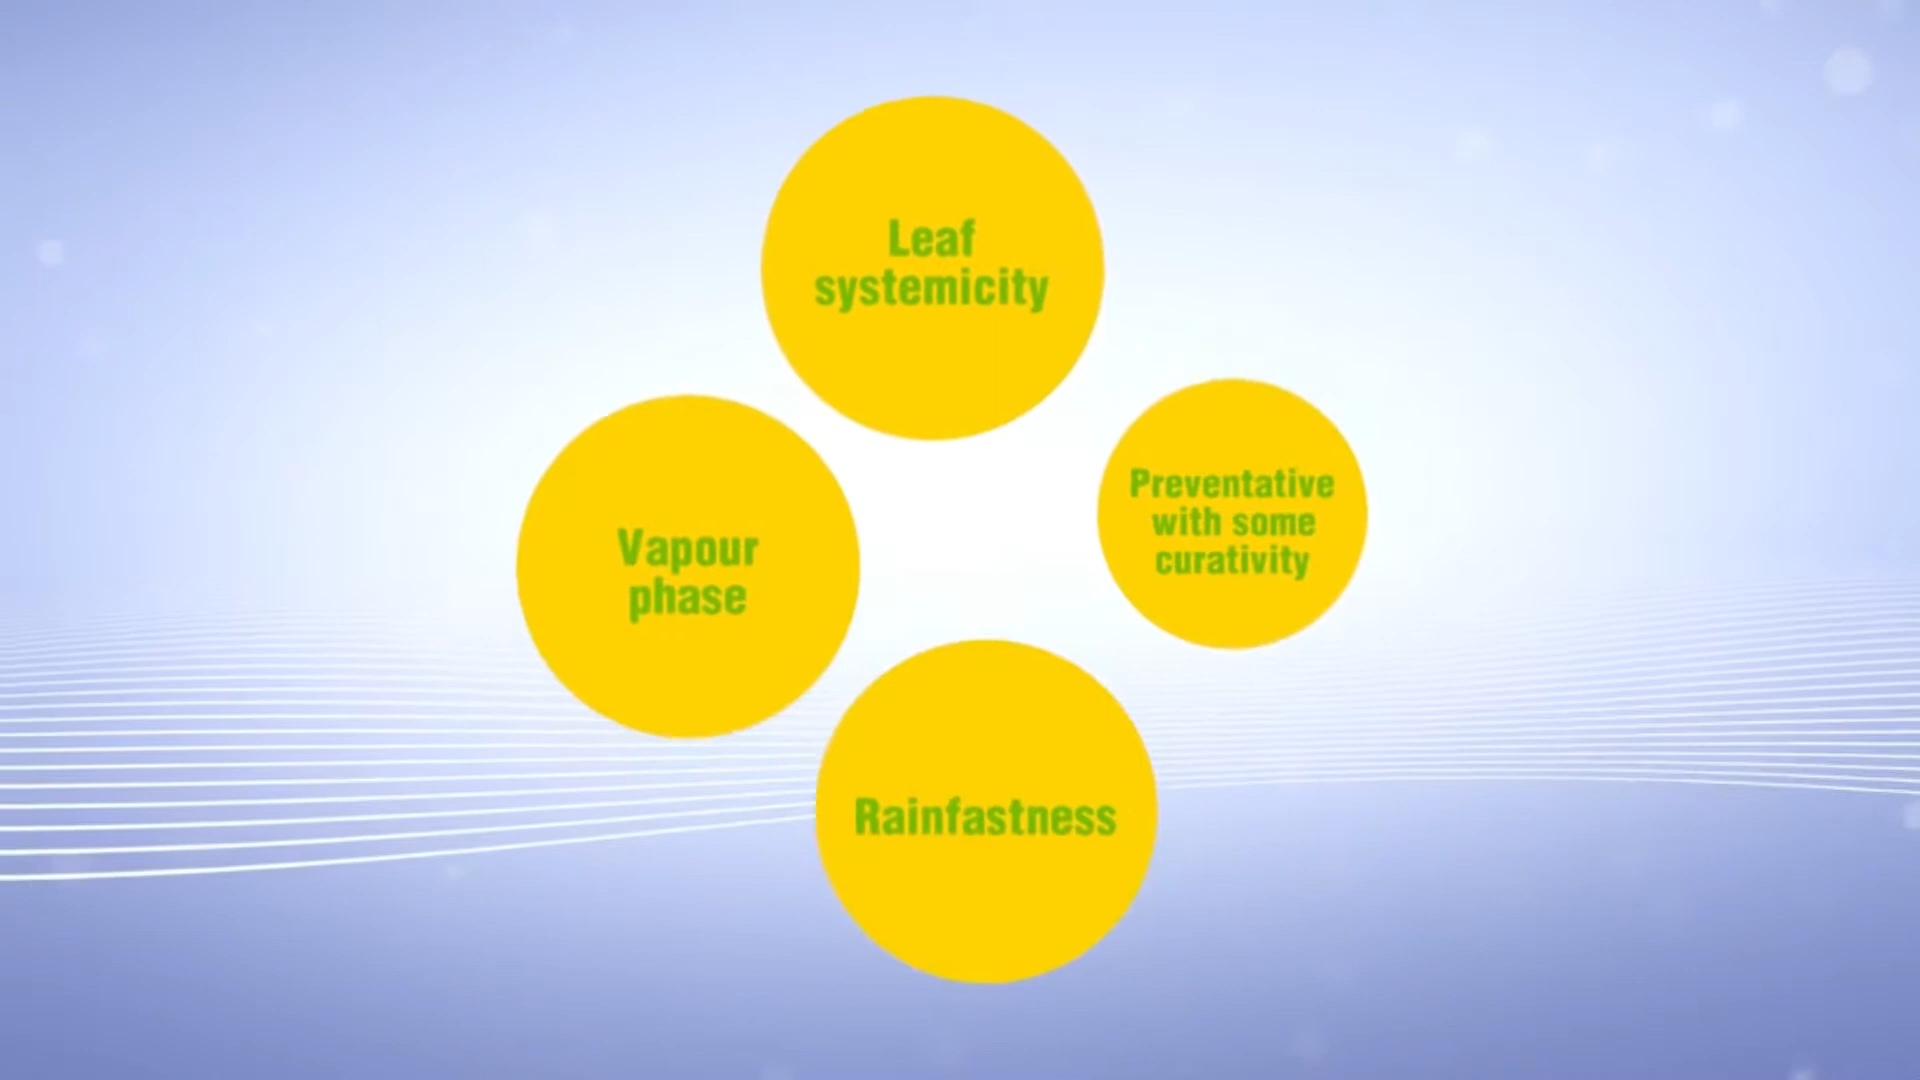 Leaf
systemicity
Preventative
with some
curativity
Vapour
phase
Rainfastness